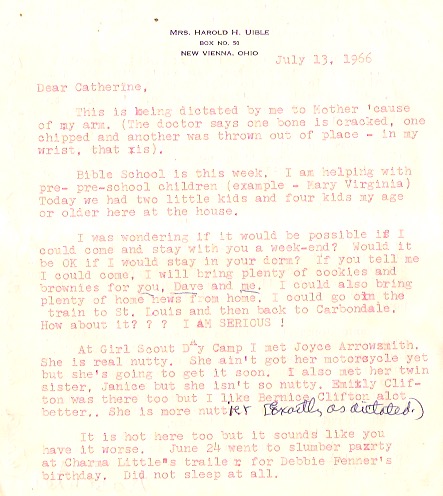 MRS. HAROLD H. UIBLE
BOX NO. 50
NEW VIENNA, OHIO
July 13, 1966
Dear Catherine,
This is being dictated by me to Mother 'cause
of my arm. (The doctor says one bone is cracked, one
chipped and another was thrown out of place - in my
wrist, that xis).
Bible School is this week. I am helping with
pre- pre-school children (example - Mary Virginia)
Today we had two little kids and four kids my age
or older here at the house.
I was wondering if it would be possible if I
could come and stay with you a week-end? Would it
be OK if I would stay in your dorm? If you tell me
I could come, I will bring plenty of cookies and
brownies for you, Dave and me. I could also bring
plenty of home news from home. I could go on the
train to St. Louis and then back to Carbondale.
How about it? ? ? I AM SERIOUS !
At Girl Scout Day Camp I met Joyce Arrowsmith.
She is real nutty. She ain't got her motorsycle yet
but she's going to get it soon. I also met her twin
sister, Janice but she isn't so nutty. Emily Clif-
ton was there too but I like Bernice Clifton alot
better.. She is more nuttier (Exactly as dictated.)
It is hot here too but it sounds like you
have it worse. June 24 went to slumber paxrty
at Charma Little"s traile r for Debbie Fenner's
birthday. Did not sleep at all.